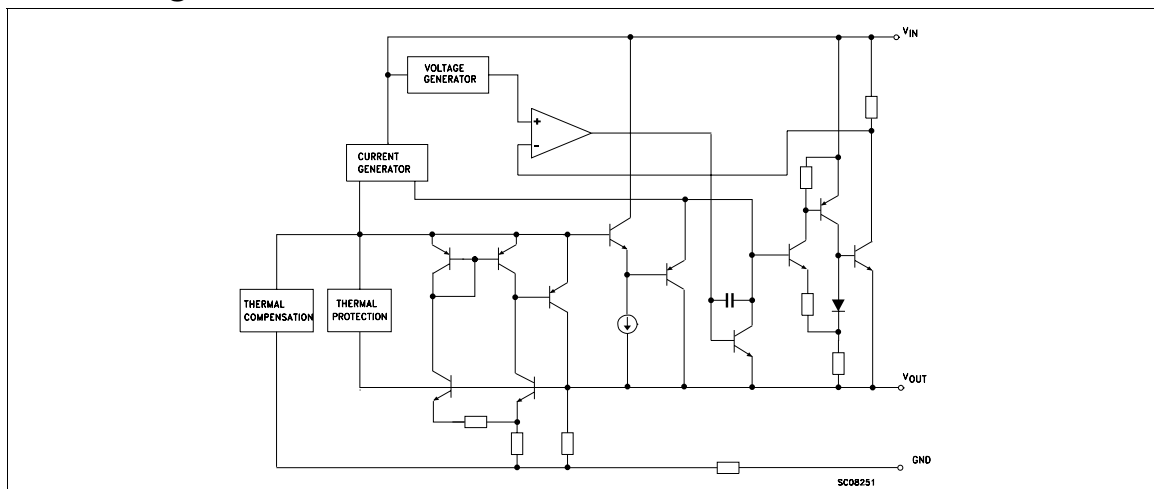 VIN
VOLTAGE
GENERATOR
+
-
CURRENT
GENERATOR
THERMAL
COMPENSATION
THERMAL
PROTECTION
VOUT
GND
SC08251